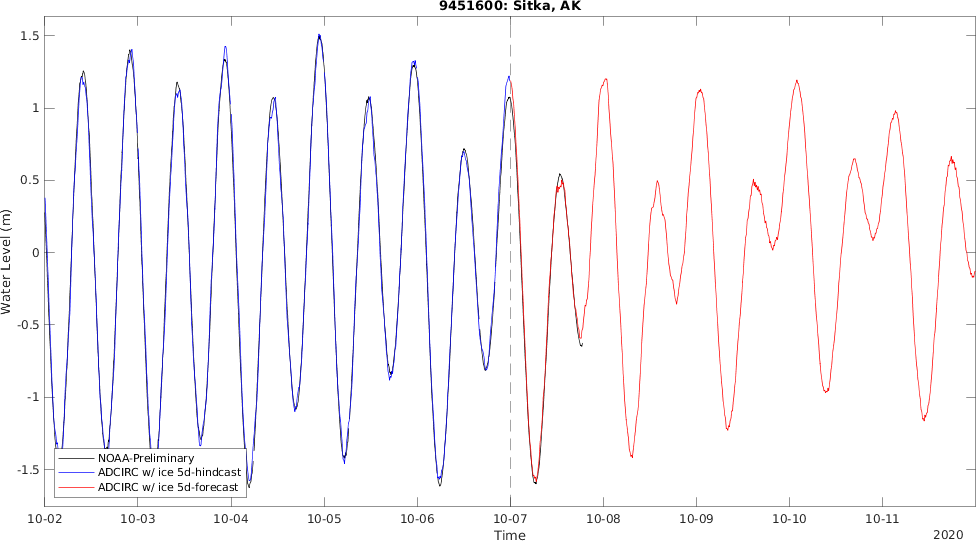 9451600: Sitka, AK
1.5
1
0.5
0
-0.5
-1
-1.5
Water Level (m)
NOAA-Preliminary
ADCIRC w/ ice 5d-hindcast
ADCIRC w/ ice 5d-forecast
10-02 10-03 10-04 10-05 10-06 10-07 10-08 10-09 10-10 10-11
Time
2020